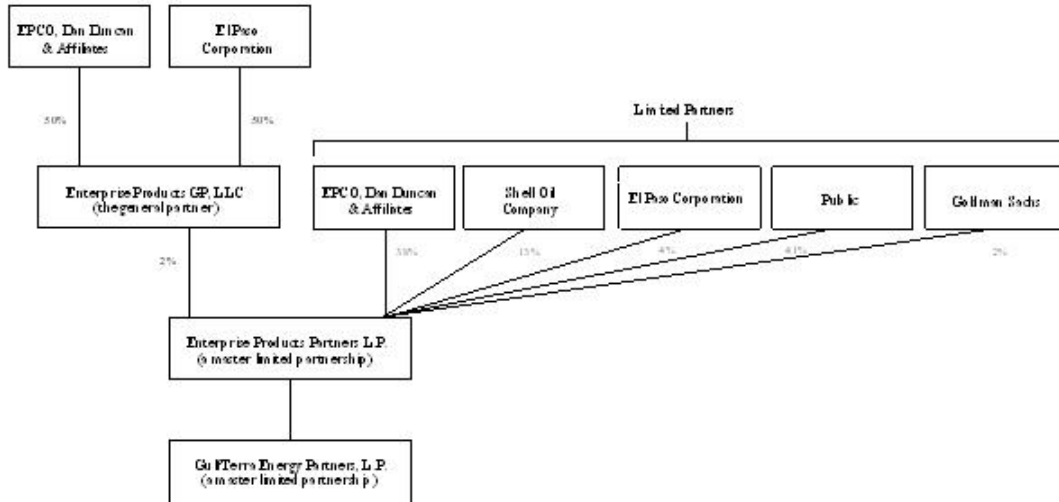 EPCO, Dan Duncan
& Affiliates
El Paso
Corporation
50%
50%
Limited Partners
Enterprise Products GP, LLC
(the general partner)
EPCO, Dan Duncan
& Affiliates
Shell Oil
Company
El Paso Corporation
Public
Goldman Sachs
2%
4%
2%
Enterprise Products Partners L.P.
(a master limited partnership)
GulfTerra Energy Partners, L.P.
(a master limited partnership)